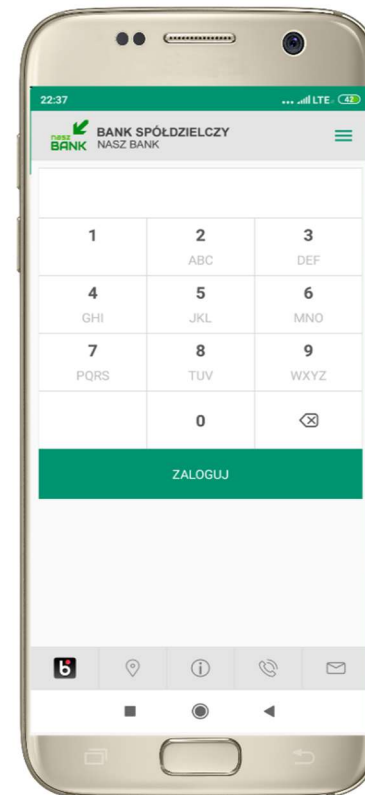 22:37
LTE 42
nasz BANK
BANK SPÓŁDZIELCZY
NASZ BANK
1 2 3
ABC DEF
4 5 6
GHI JKL MNO
7 8 9
PQRS TUV WXYZ
0
ZALOGUJ
b
i